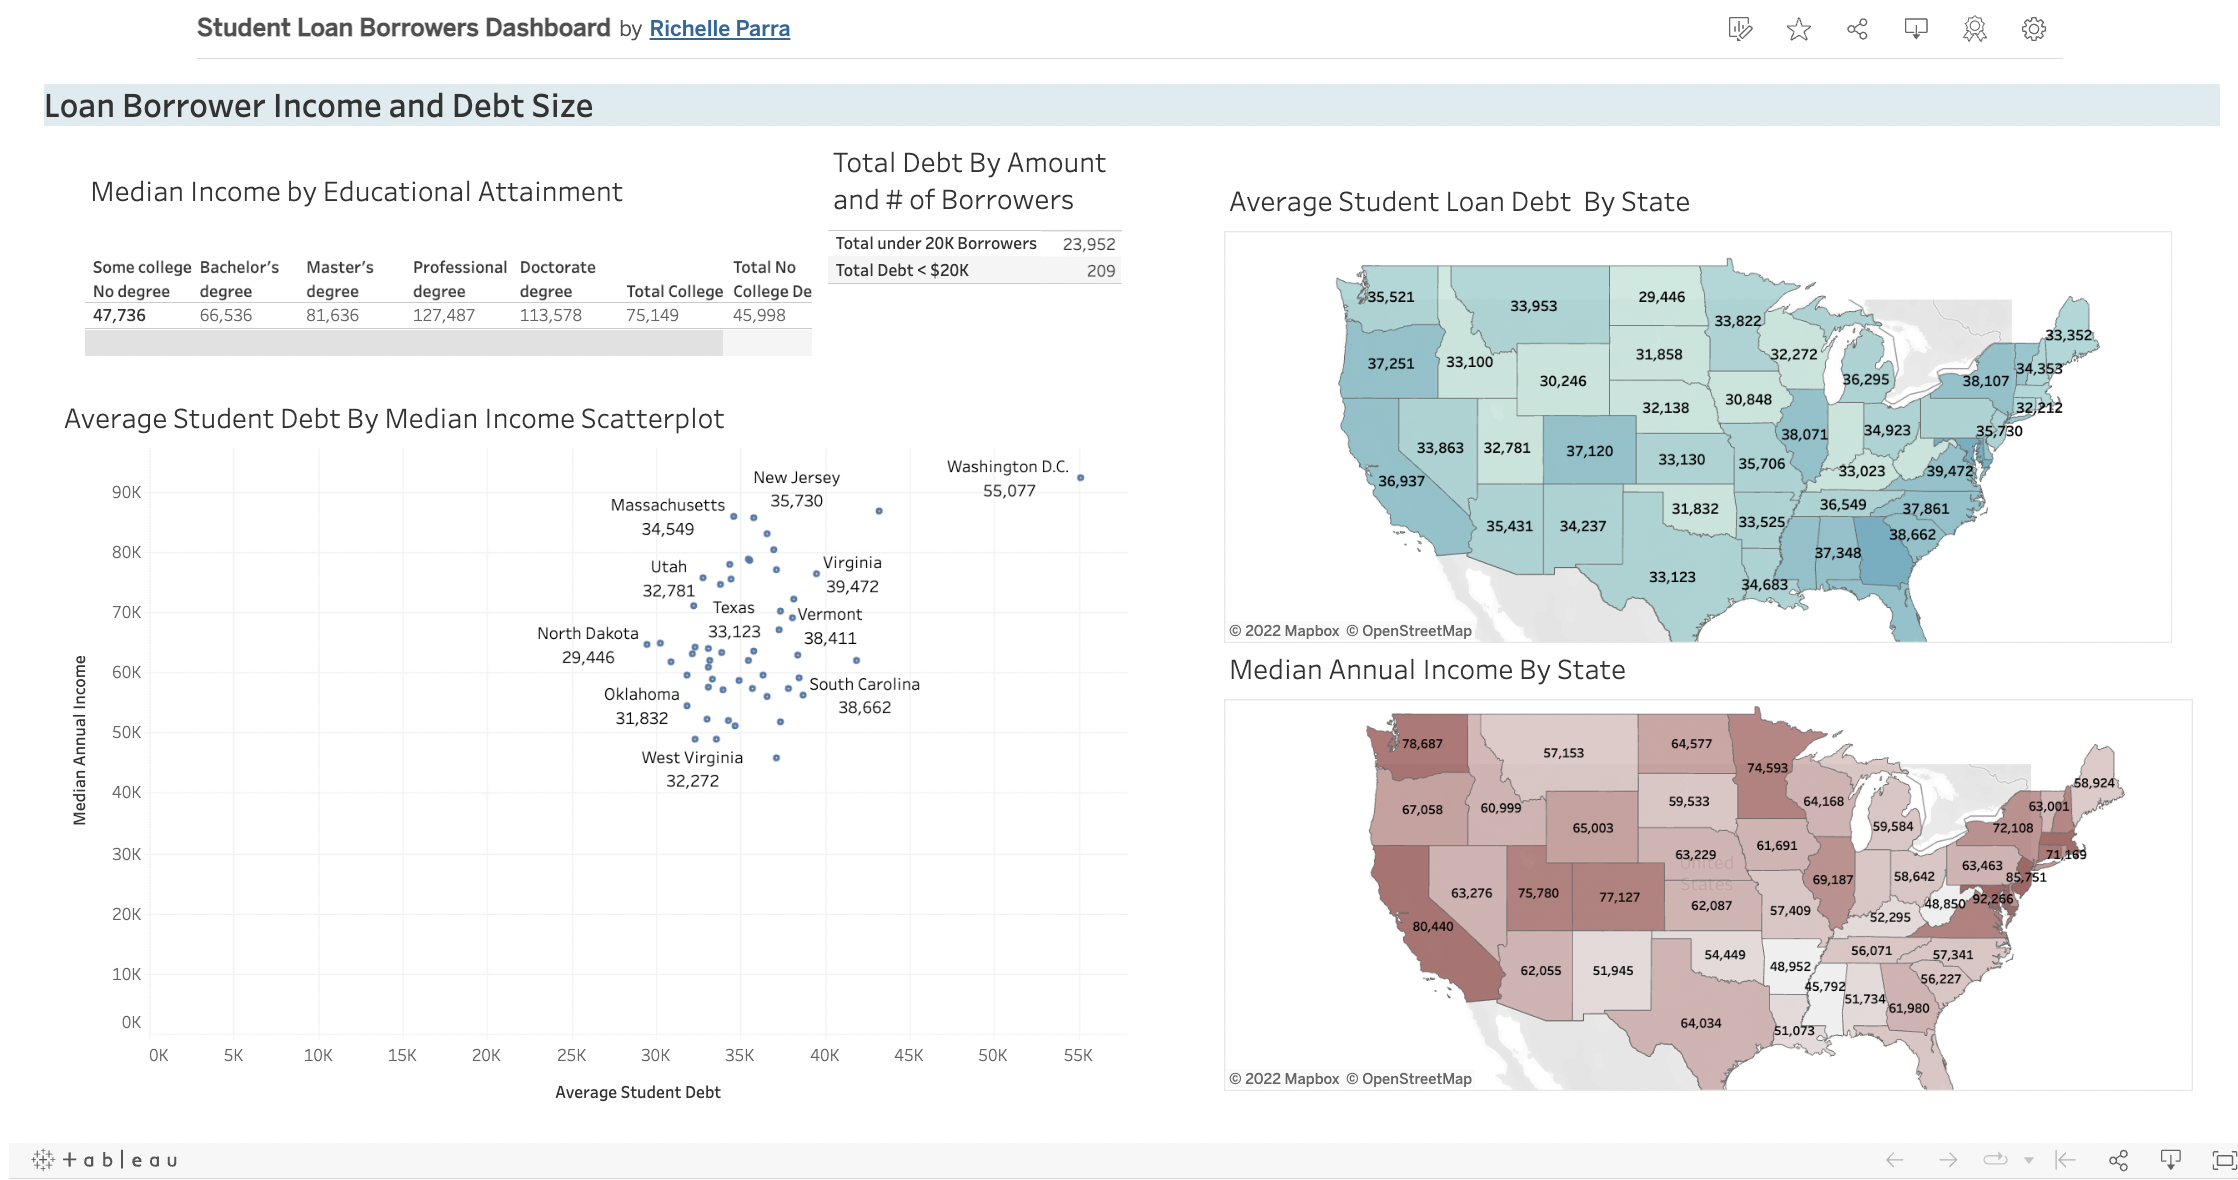 Student Loan Borrowers Dashboard by Richelle Parra
Loan Borrower Income and Debt Size
Median Income by Educational Attainment
Some college Bachelor's Master's Professional Doctorate Total No
No degree degree degree degree degree Total College College De
47,736 66,536 81,636 127,487 113,578 75,149 45,998
Total Debt By Amount
and # of Borrowers
Total under 20K Borrowers 23,952
Total Debt < $20K 209
Average Student Debt By Median Income Scatterplot
Median Annual Income
90K
80K
70K
60K
50K
40K
30K
20K
10K
0K
Washington D.C.
55,077
New Jersey
35,730
Massachusetts
34,549
Utah
32,781
Virginia
39,472
Texas
33,123
Vermont
38,411
North Dakota
29,446
South Carolina
38,662
Oklahoma
31,832
West Virginia
32,272
0K 5K 10K 15K 20K 25K 30K 35K 40K 45K 50K 55K
Average Student Debt
Average Student Loan Debt By State
35,521
33,953
29,446
33,822
33,352
37,251
33,100
31,858
32,272
36,295
38,107
34,353
30,246
32,138
30,848
32,212
33,863
32,781
37,120
33,130
35,706
38,071
34,923
35,730
33,023
39,472
36,937
35,431
34,237
31,832
33,525
36,549
37,861
38,662
33,123
34,683
37,348
© 2022 Mapbox © OpenStreetMap
Median Annual Income By State
78,687
57,153
64,577
74,593
58,924
67,058
60,999
59,533
64,168
59,584
72,108
63,001
65,003
63,229
61,691
71,169
United
States
63,276
75,780
77,127
62,087
57,409
69,187
58,642
63,463
85,751
92,266
48,850
52,295
80,440
62,055
51,945
54,449
48,952
56,071
57,341
56,227
64,034
51,073
45,792
51,734
61,980
© 2022 Mapbox © OpenStreetMap
+ableau